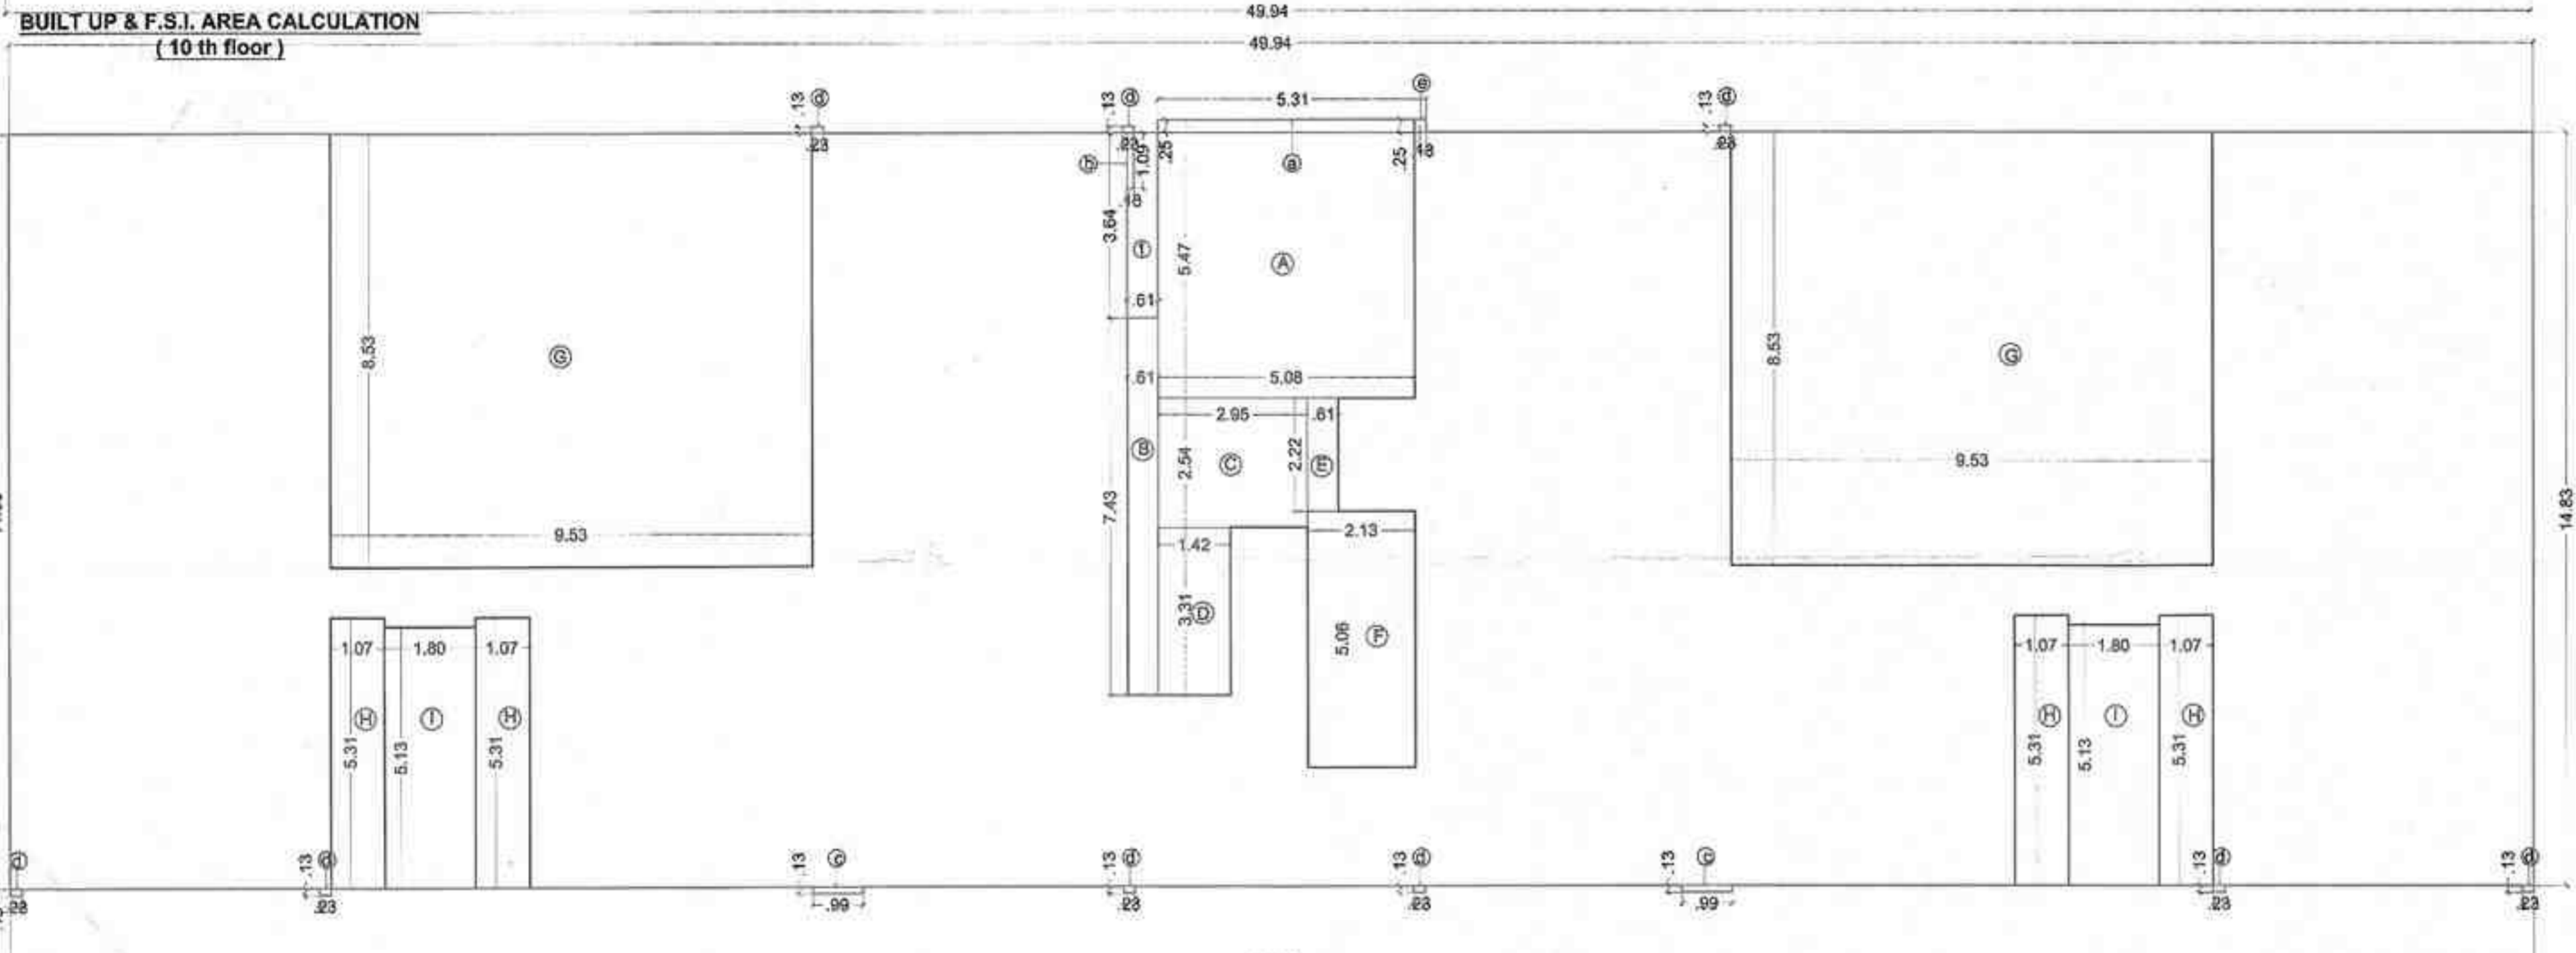 49.94
BUILT UP & F.S.I. AREA CALCULATION
( 10 th floor )
49.94
.13 d
.13 d
5.31
e
.13 d
.23
.23
1.09
.25
.25
.23
b
a
.18
3.64
1
5.47
A
.61
8.53
G
8.53
G
.61
5.08
2.95
.61
B
2.54
C
2.22
E
9.53
7.43
14.83
9.53
1.42
2.13
3.31
D
5.06
F
1.07
1.80
1.07
1.07
1.80
1.07
H
I
H
H
I
H
5.31
5.13
5.31
5.31
5.13
5.31
d
.13 d
.13 c
.13 d
.13 d
.13 c
.13 d
.13 d
.23
.23
.99
.23
.23
.99
.23
.23